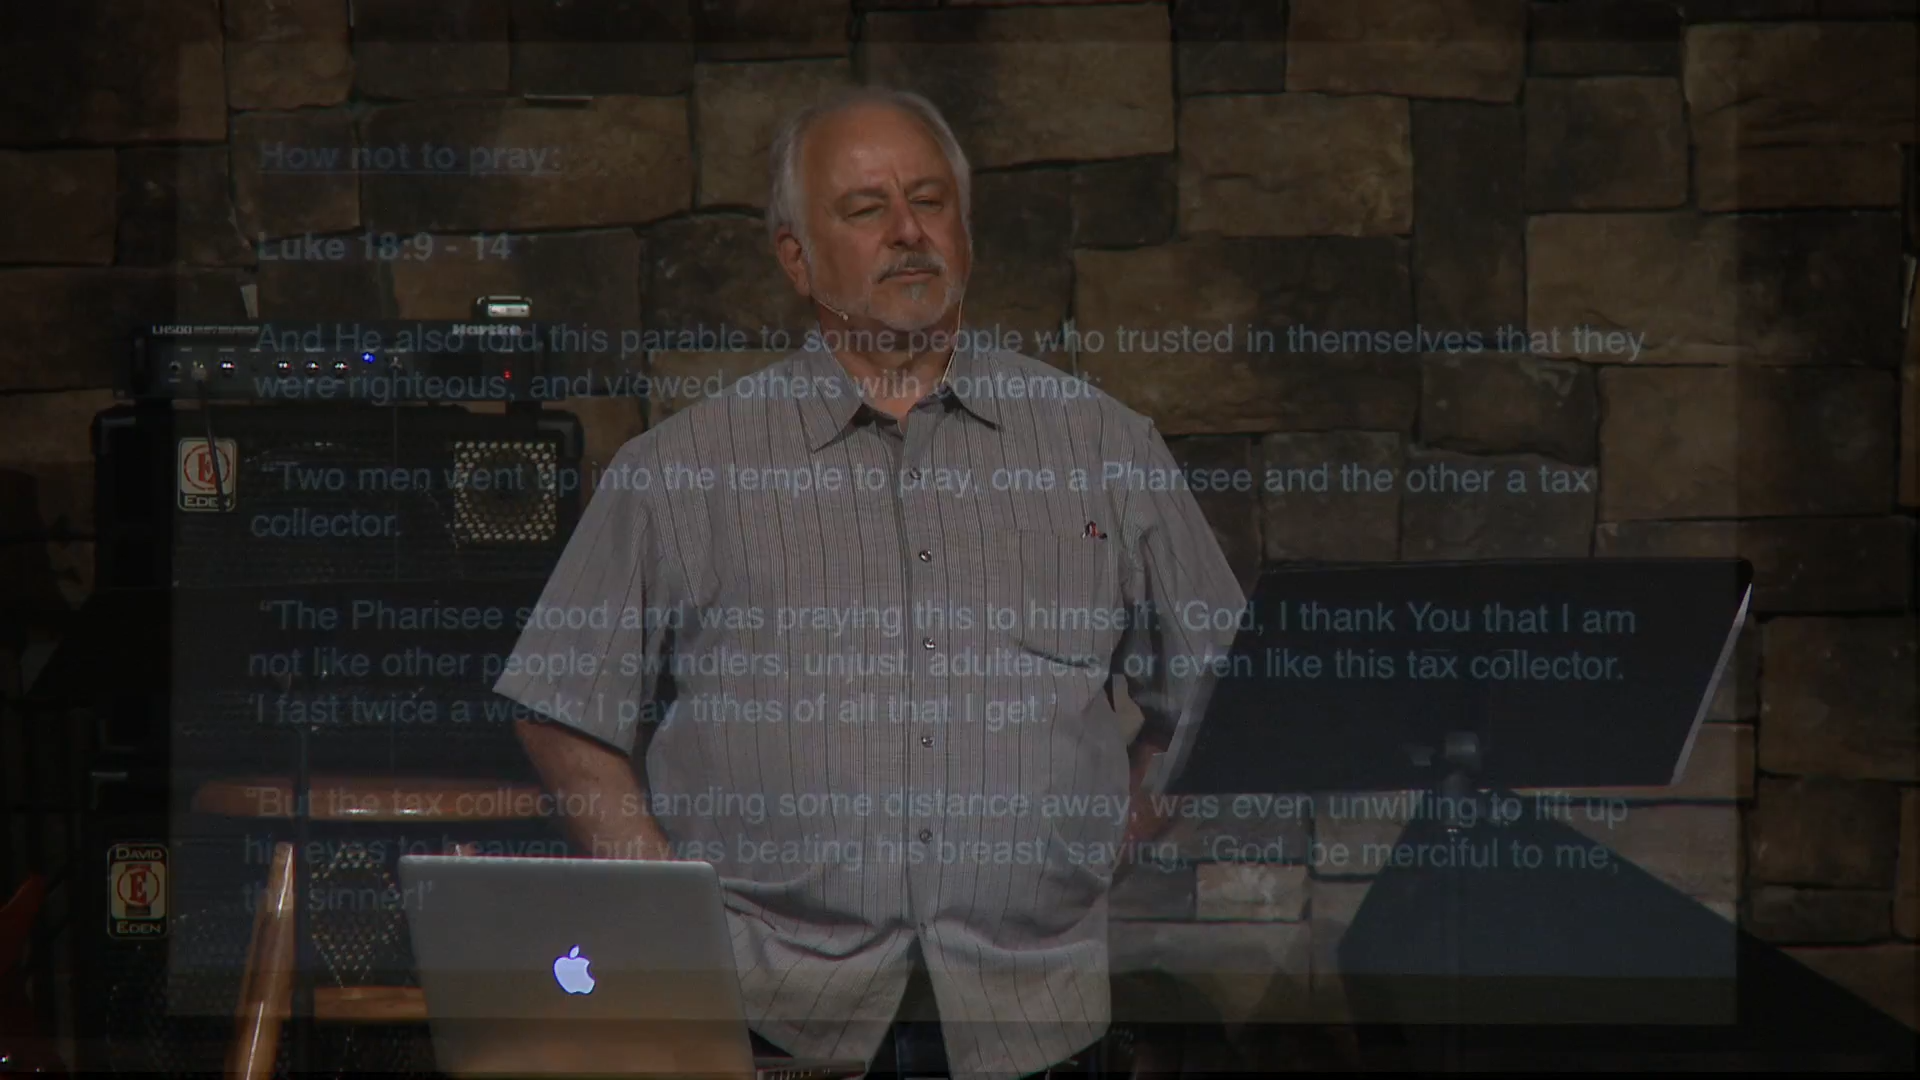 How not to pray:
Luke 18:9 - 14
LH500
Hartke
And He also told this parable to some people who trusted in themselves that they
were righteous, and viewed others with contempt:
"Two men went up into the temple to pray, one a Pharisee and the other a tax
collector.
"The Pharisee stood and was praying this to himself: 'God, I thank You that I am
not like other people: swindlers, unjust, adulterers, or even like this tax collector.
'I fast twice a week; I pay tithes of all that I get.'
"But the tax collector, standing some distance away, was even unwilling to lift up
his eyes to heaven, but was beating his breast, saying, 'God, be merciful to me,
the sinner!'
E
EDEN
DAVID
E
EDEN